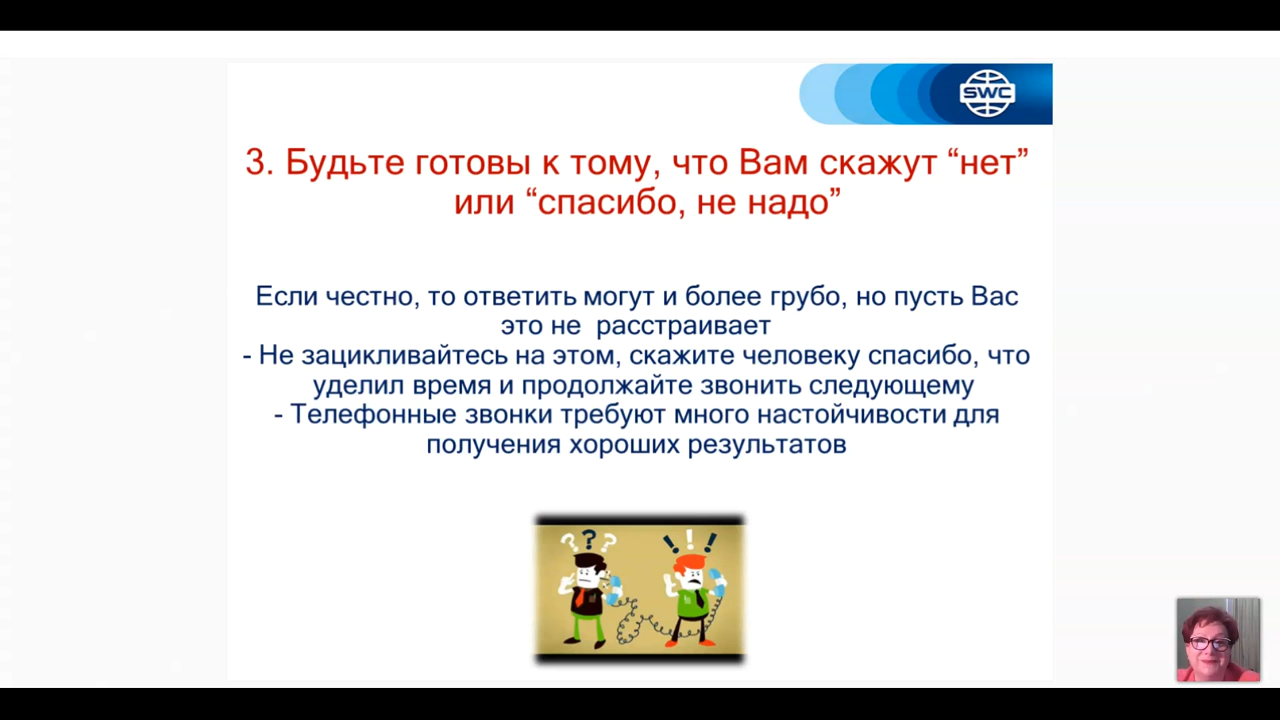 SWC
3. Будьте готовы к тому, что Вам скажут “нет”
или “спасибо, не надо”
Если честно, то ответить могут и более грубо, но пусть Вас
это не расстраивает
- Не зацикливайтесь на этом, скажите человеку спасибо, что
уделил время и продолжайте звонить следующему
- Телефонные звонки требуют много настойчивости для
получения хороших результатов
???
!!!